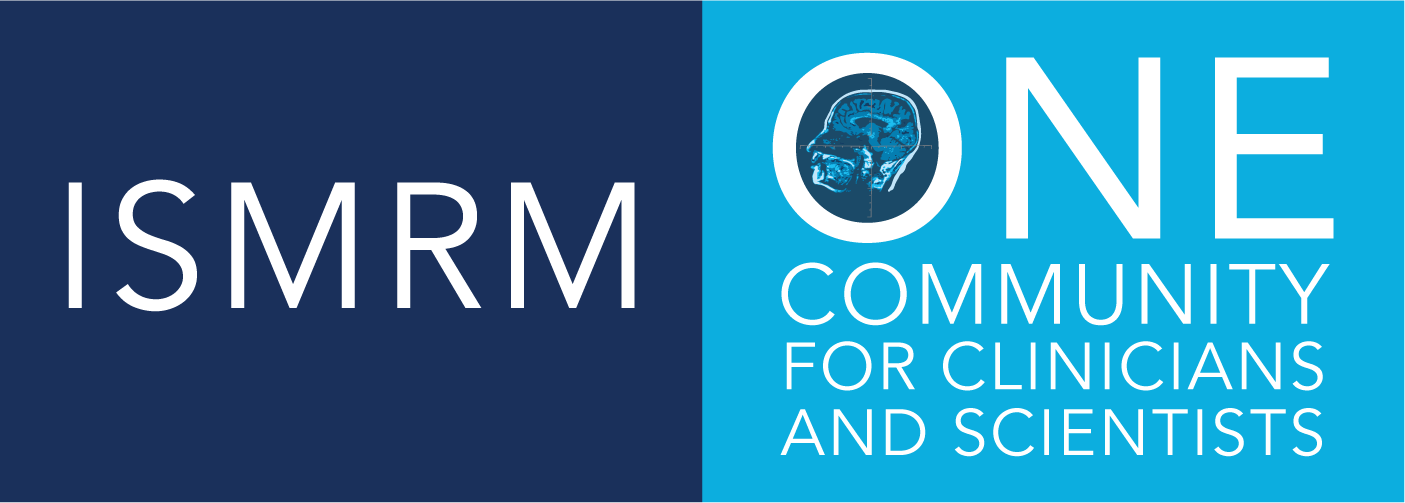 ISMRM
ONE
COMMUNITY
FOR CLINICIANS
AND SCIENTISTS